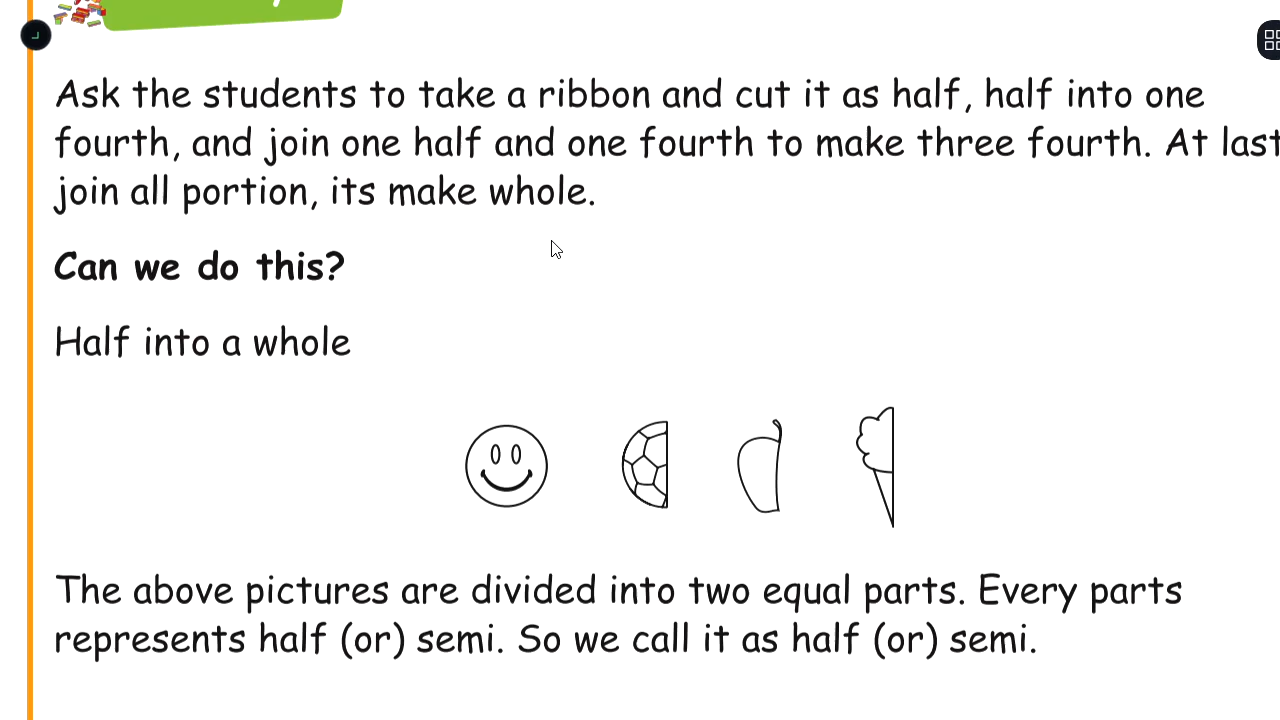 Ask the students to take a ribbon and cut it as half, half into one
fourth, and join one half and one fourth to make three fourth. At last
join all portion, its make whole.
Can we do this?
Half into a whole
The above pictures are divided into two equal parts. Every parts
represents half (or) semi. So we call it as half (or) semi.